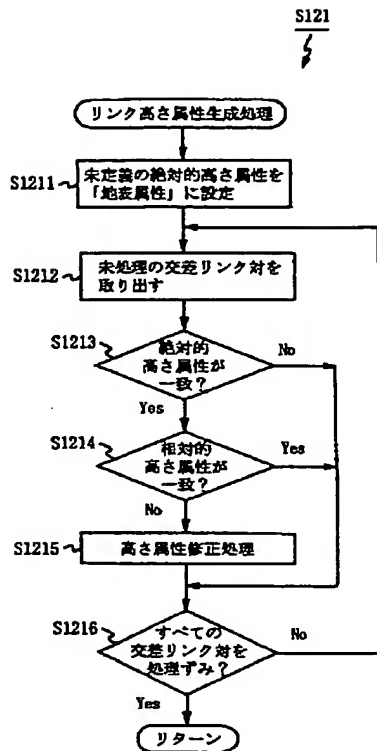 S121
リンク高さ属性生成処理
S1211
未定義の絶対的高さ属性を
「地表属性」に設定
S1212
未処理の交差リンク対を
取り出す
S1213
絶対的
高さ属性が
一致?
No
Yes
S1214
相対的
高さ属性が
一致?
Yes
No
S1215
高さ属性修正処理
S1216
すべての
交差リンク対を
処理ずみ?
No
Yes
リターン